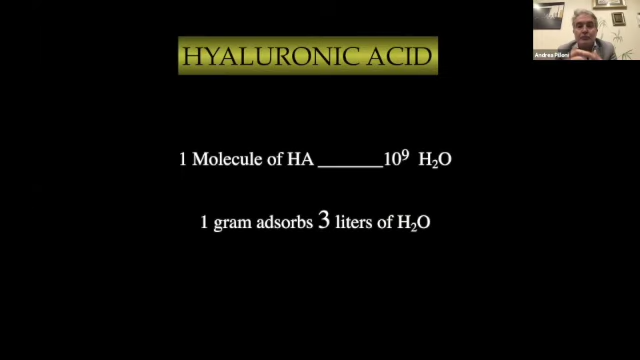 HYALURONIC ACID
Andrea Pilloni
1 Molecule of HA _______10⁹ H₂O
1 gram adsorbs 3 liters of H₂O